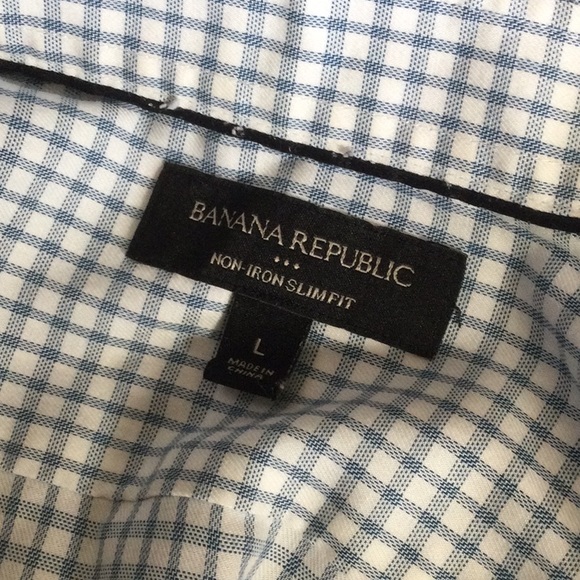 BANANA REPUBLIC
NON-IRON SLIM FIT
L
MADE IN
CHINA